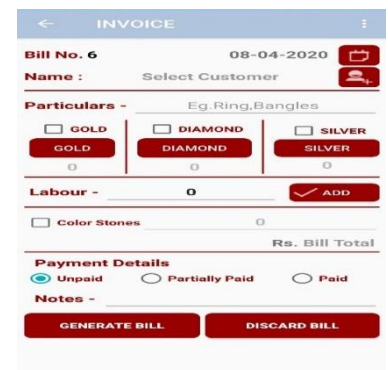 INVOICE
Bill No. 6 08-04-2020
Name : Select Customer
Particulars - Eg.Ring,Bangles
GOLD DIAMOND SILVER
GOLD DIAMOND SILVER
0 0 0
Labour - 0 ADD
Color Stones 0
Rs. Bill Total
Payment Details
Unpaid Partially Paid Paid
Notes -
GENERATE BILL DISCARD BILL